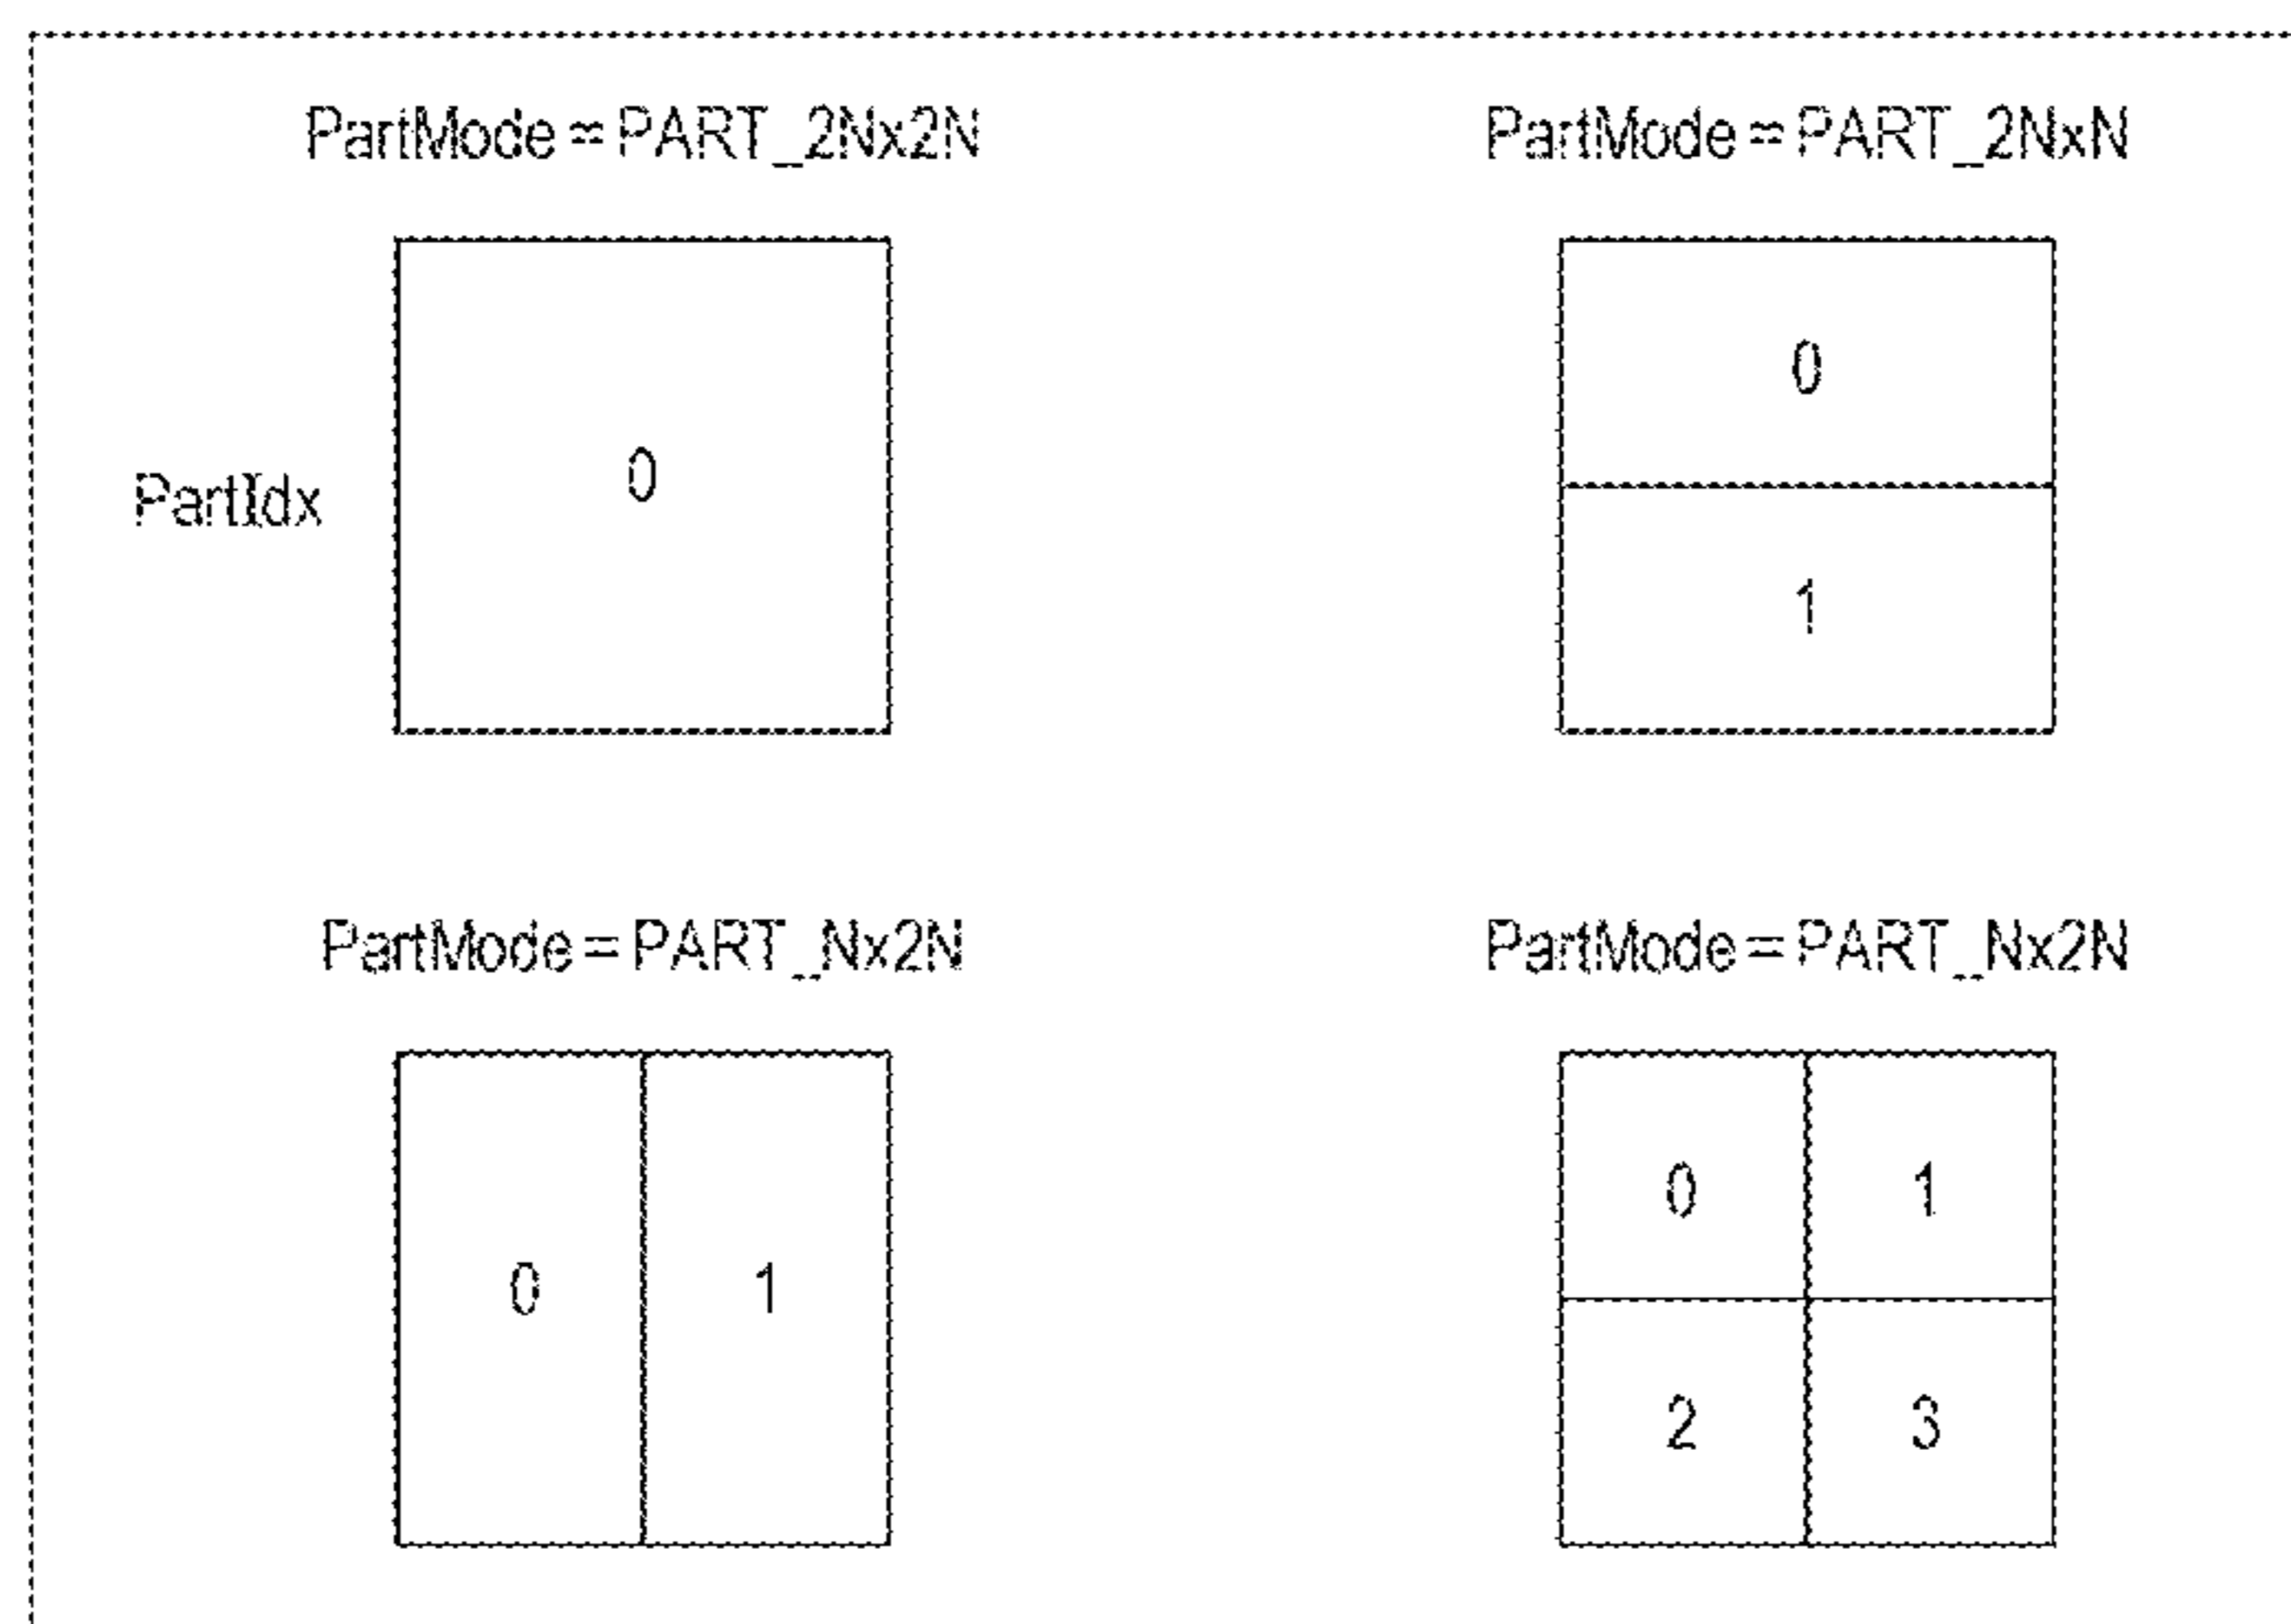 PartMode = PART_2Nx2N
PartMode = PART_2NxN
PartIdx
0
0
1
PartMode = PART_Nx2N
PartMode = PART_Nx2N
0 1
0 1
2 3